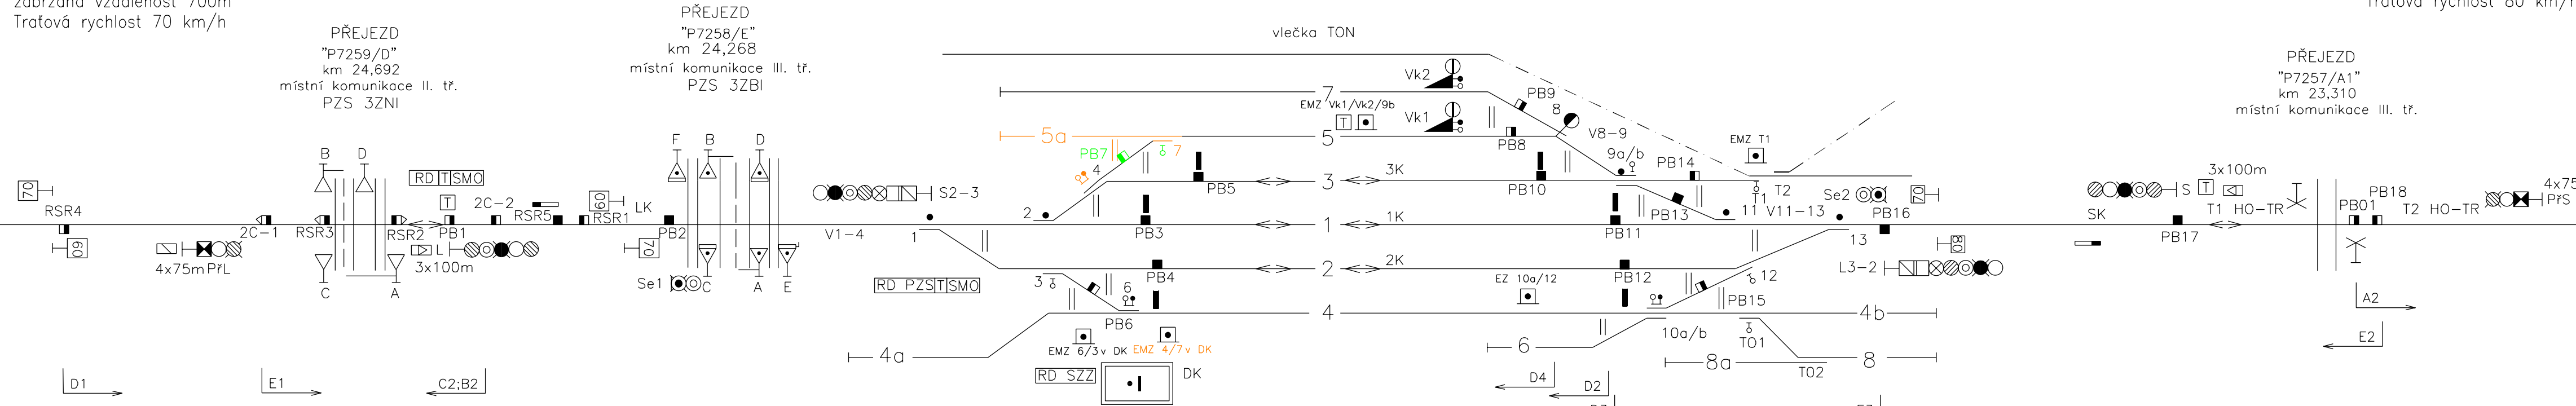 zábrzdná vzdálenost 700m
Traťová rychlost 70 km/h
PŘEJEZD
"P7259/D"
km 24,692
místní komunikace II. tř.
PZS 3ZNI
PŘEJEZD
"P7258/E"
km 24,268
místní komunikace III. tř.
PZS 3ZBI
vlečka TON
Traťová rychlost 80 km/h
PŘEJEZD
"P7257/A1"
km 23,310
místní komunikace III. tř.
Vk2
7
PB9
EMZ Vk1/Vk2/9b
T
Vk1
8
5a
5
PB8
V8-9
F B D
B D
PB7
7
4
9a/b
PB14
EMZ T1
RD T SMO
3K
3
PB5
PB10
T2
T1
Se2
70
3x100m
S T
4x75m
PřS
70
RSR4
2C-1
RSR3
RSR2
T
PB1
2C-2
RSR5
60
RSR1
LK
PB2
S2-3
2
V1-4
1
PB3
1
1K
PB11
PB13
11
V11-13
PB16
13
SK
PB17
T1 HO-TR
PB01
PB18
T2 HO-TR
60
4x75m PřL
L
3x100m
70
Se1
C A
C A E
RD PZS T SMO
3
6
PB4
2
2K
EZ 10a/12
PB12
12
PB15
80
L3-2
A2
PB6
4
4b
4a
EMZ 6/3 v DK
EMZ 4/7 v DK
6
10a/b
TO1
8a
TO2
8
E2
D1
E1
C2;B2
RD SZZ
DK
D4
D2